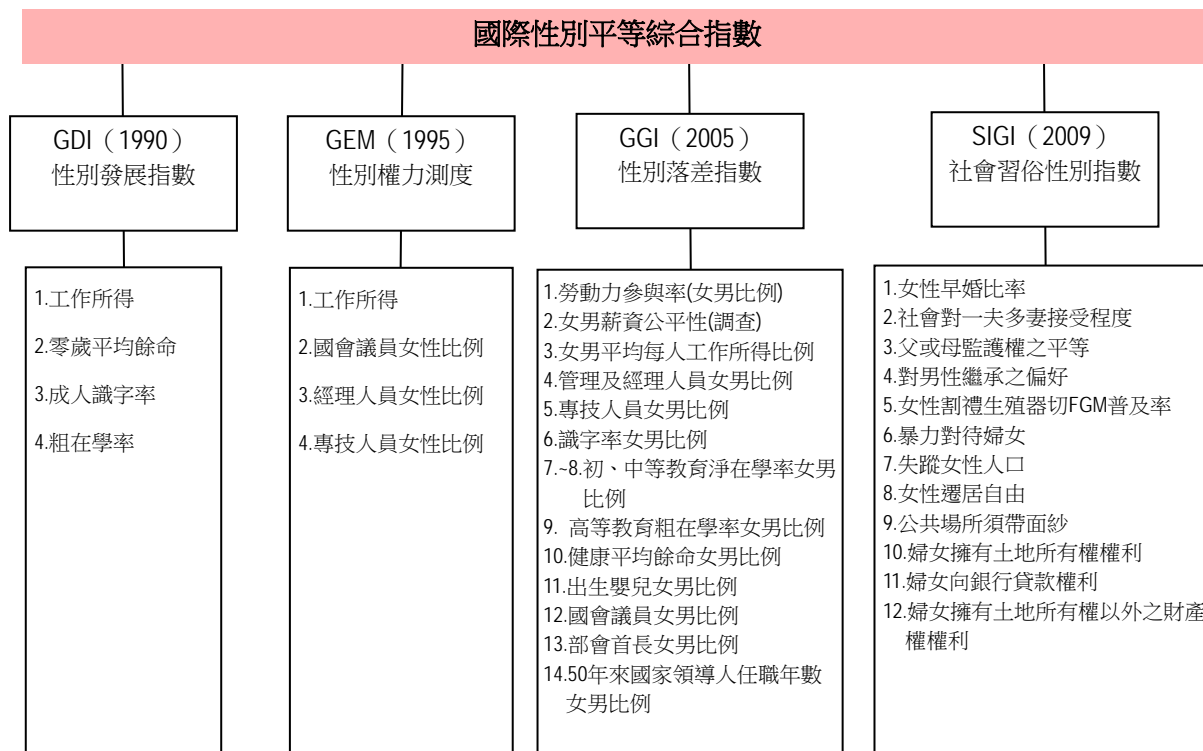 國際性別平等綜合指數
GDI（1990）
性別發展指數
1.工作所得
2.零歲平均餘命
3.成人識字率
4.粗在學率
GEM（1995）
性別權力測度
1.工作所得
2.國會議員女性比例
3.經理人員女性比例
4.專技人員女性比例
GGI（2005）
性別落差指數
1.勞動力參與率(女男比例)
2.女男薪資公平性(調查)
3.女男平均每人工作所得比例
4.管理及經理人員女男比例
5.專技人員女男比例
6.識字率女男比例
7.~8.初、中等教育淨在學率女男
比例
9. 高等教育粗在學率女男比例
10.健康平均餘命女男比例
11.出生嬰兒女男比例
12.國會議員女男比例
13.部會首長女男比例
14.50年來國家領導人任職年數
女男比例
SIGI（2009）
社會習俗性別指數
1.女性早婚比率
2.社會對一夫多妻接受程度
3.父或母監護權之平等
4.對男性繼承之偏好
5.女性割禮生殖器切FGM普及率
6.暴力對待婦女
7.失蹤女性人口
8.女性遷居自由
9.公共場所須帶面紗
10.婦女擁有土地所有權權利
11.婦女向銀行貸款權利
12.婦女擁有土地所有權以外之財產
權權利